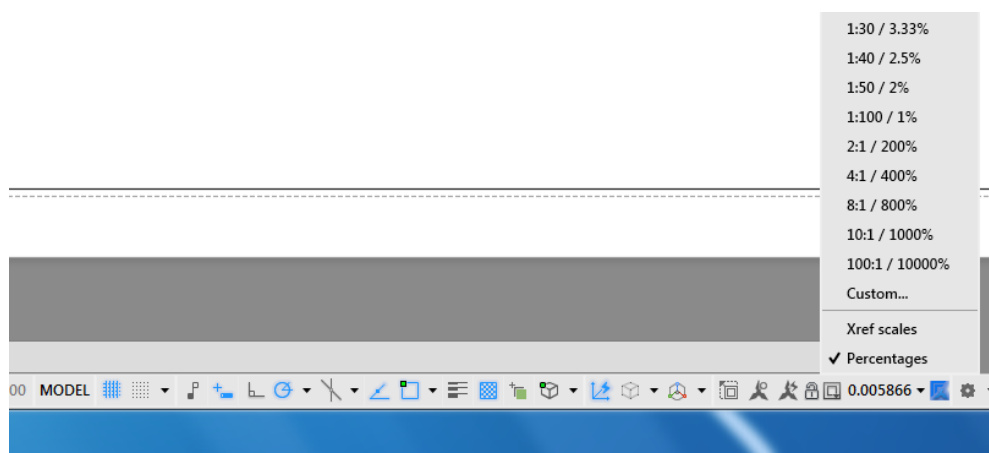 1:30 / 3.33%
1:40 / 2.5%
1:50 / 2%
1:100 / 1%
2:1 / 200%
4:1 / 400%
8:1 / 800%
10:1 / 1000%
100:1 / 10000%
Custom...
Xref scales
✓ Percentages
00 MODEL 0.005866